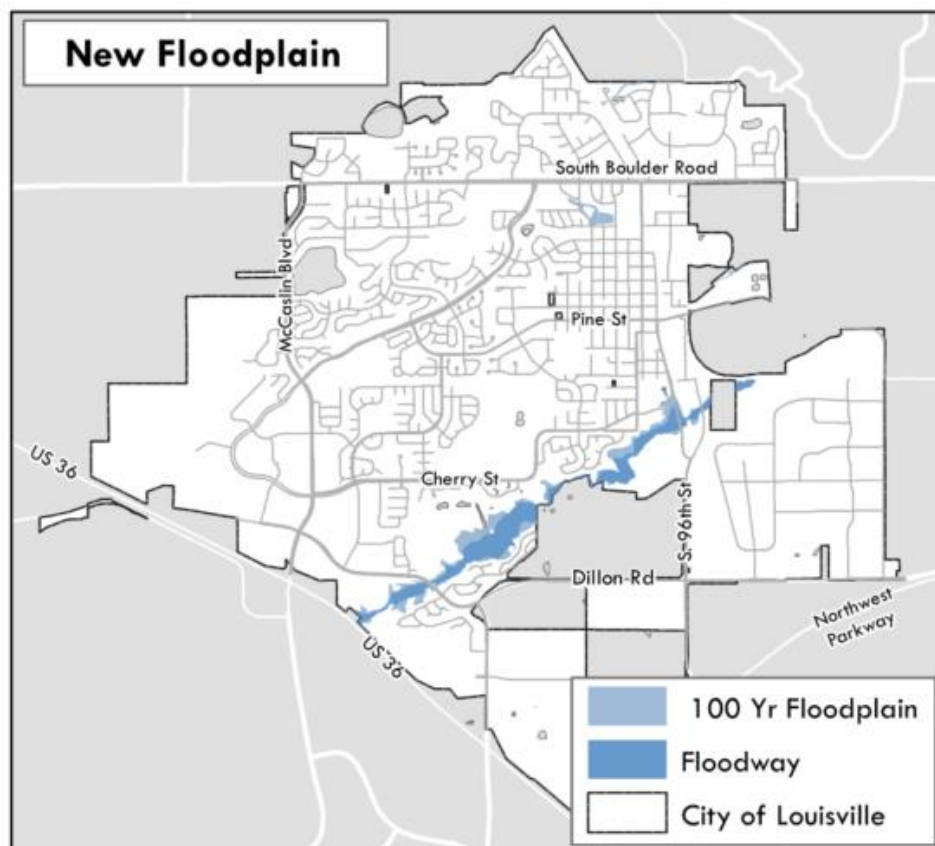 New Floodplain
South Boulder Road
McCaslin Blvd
Pine St
US 36
Cherry St
S. 96th St
Dillon Rd
Northwest
Parkway
US 36
100 Yr Floodplain
Floodway
City of Louisville